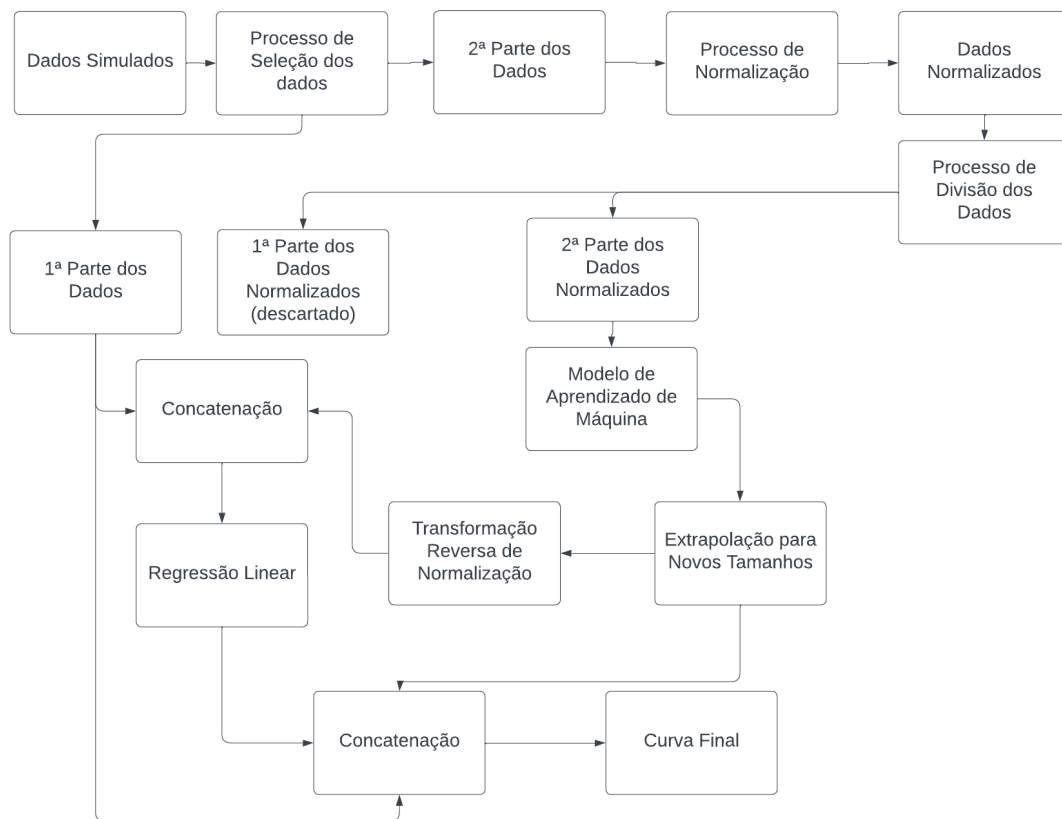 Dados Simulados
Processo de
Seleção dos
dados
2ª Parte dos
Dados
Processo de
Normalização
Dados
Normalizados
Processo de
Divisão dos
Dados
1ª Parte dos
Dados
1ª Parte dos
Dados
Normalizados
(descartado)
2ª Parte dos
Dados
Normalizados
Modelo de
Aprendizado de
Máquina
Concatenação
Transformação
Reversa de
Normalização
Extrapolação para
Novos Tamanhos
Regressão Linear
Concatenação
Curva Final